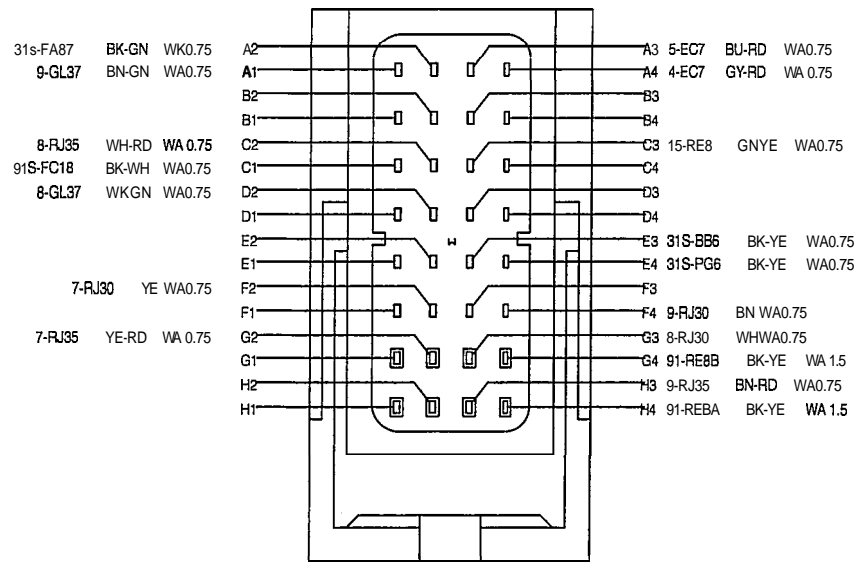 31s-FA87 BK-GN WK0.75 A2 A3 5-EC7 BU-RD WA0.75
9-GL37 BN-GN WA0.75 A1 A4 4-EC7 GY-RD WA 0.75
B2 B3
B1 B4
8-RJ35 WH-RD WA 0.75 C2 C3 15-RE8 GNYE WA0.75
91S-FC18 BK-WH WA0.75 C1 C4
8-GL37 WKGN WA0.75 D2 D3
D1 D4
E2 W E3 31S-BB6 BK-YE WA0.75
E1 E4 31S-PG6 BK-YE WA0.75
7-RJ30 YE WA0.75 F2 F3
F1 F4 9-RJ30 BN WA0.75
7-RJ35 YE-RD WA 0.75 G2 G3 8-RJ30 WHWA0.75
G1 G4 91-RE8B BK-YE WA 1.5
H2 H3 9-RJ35 BN-RD WA0.75
H1 H4 91-REBA BK-YE WA 1.5